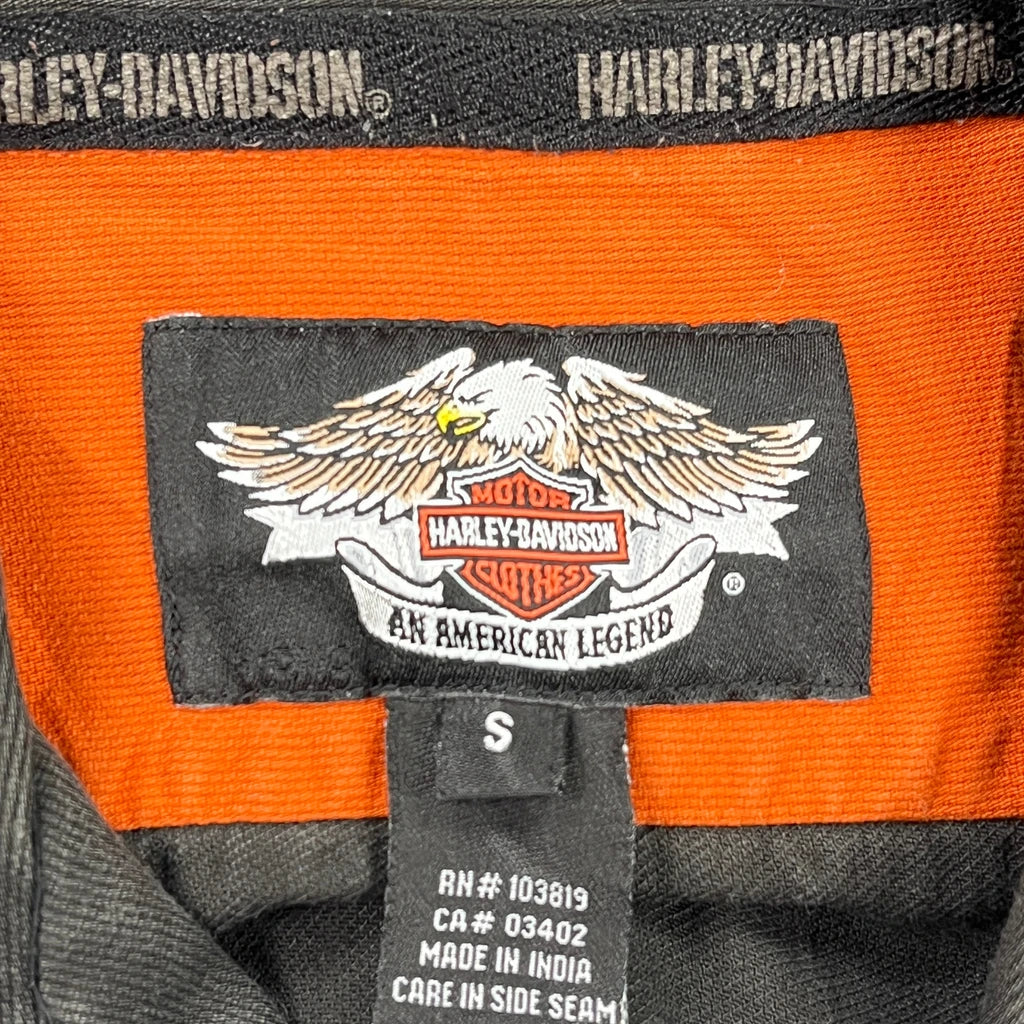 RLEY-DAVIDSON® HARLEY-DAVIDSON®
MOTOR
HARLEY-DAVIDSON
CLOTHES
®
AN AMERICAN LEGEND
S
RN# 103819
CA# 03402
MADE IN INDIA
CARE IN SIDE SEAM